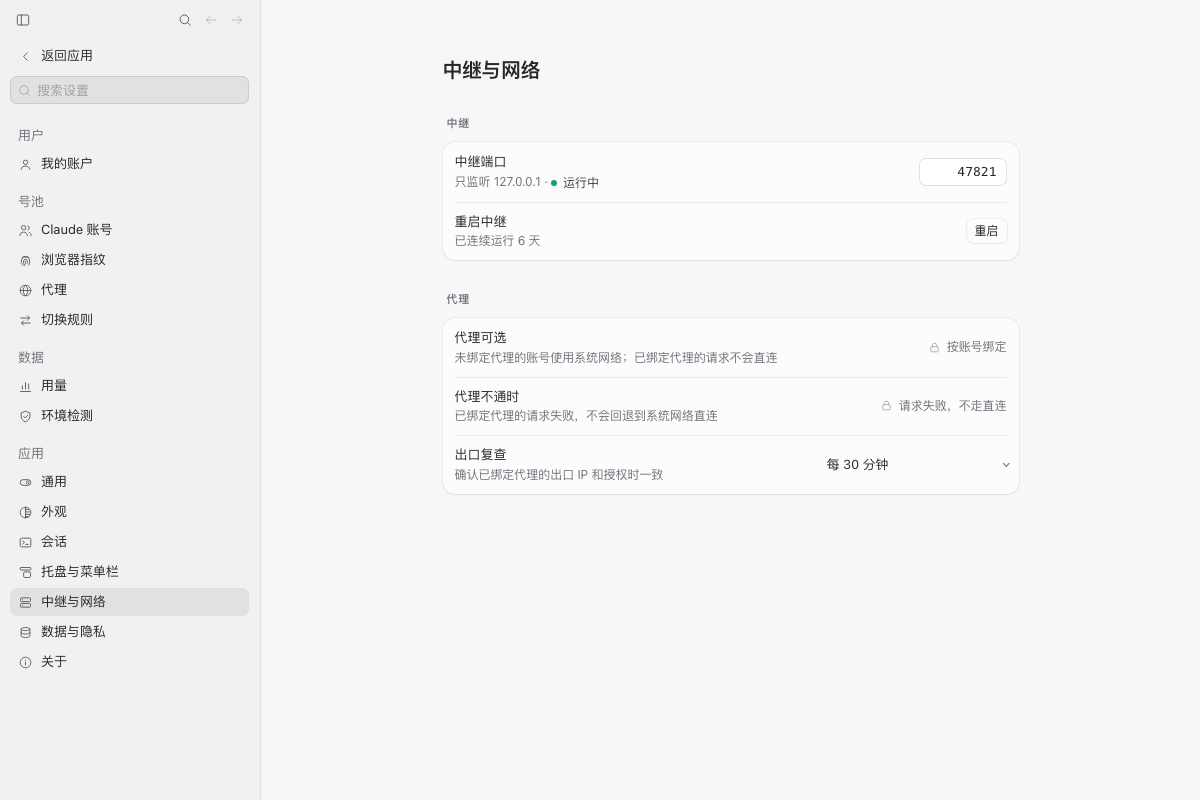 返回应用
搜索设置
用户
我的账户
号池
Claude 账号
浏览器指纹
代理
切换规则
数据
用量
环境检测
应用
通用
外观
会话
托盘与菜单栏
中继与网络
数据与隐私
关于
中继与网络
中继
中继端口
只监听 127.0.0.1 · 运行中
47821
重启中继
已连续运行 6 天
重启
代理
代理可选
未绑定代理的账号使用系统网络；已绑定代理的请求不会直连
按账号绑定
代理不通时
已绑定代理的请求失败，不会回退到系统网络直连
请求失败，不走直连
出口复查
确认已绑定代理的出口 IP 和授权时一致
每 30 分钟